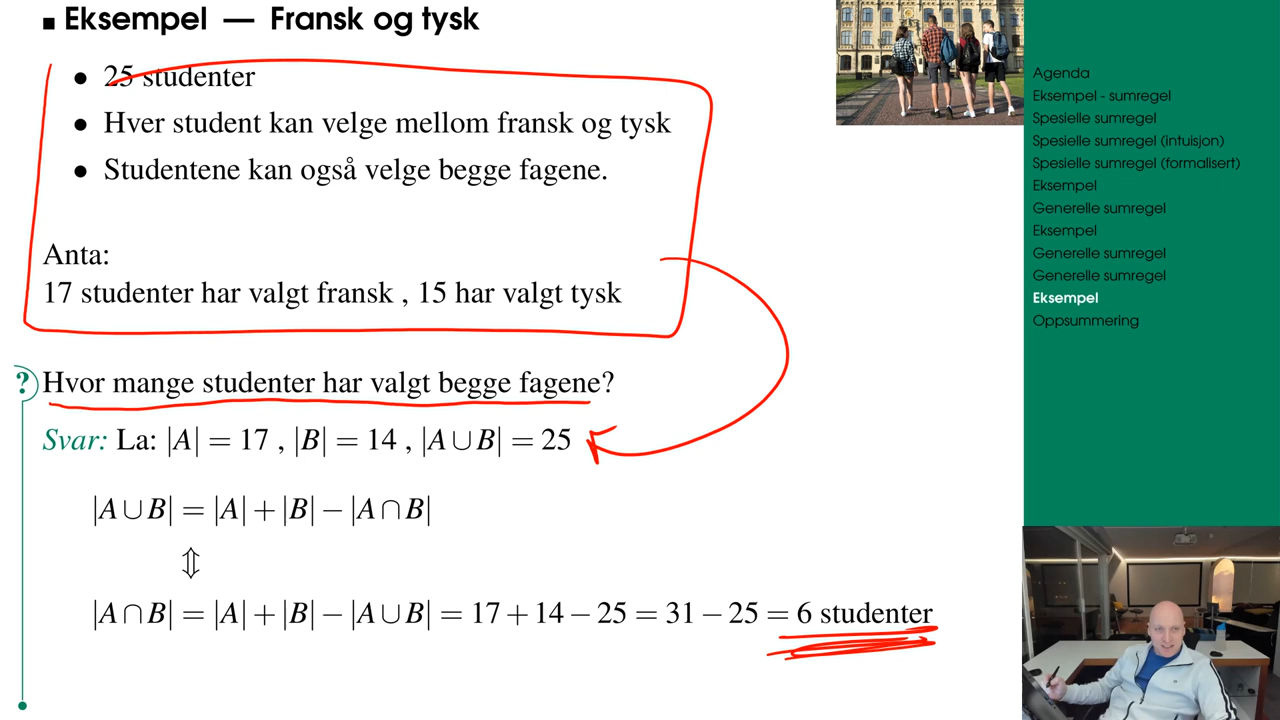 ▪ Eksempel — Fransk og tysk
• 25 studenter
• Hver student kan velge mellom fransk og tysk
• Studentene kan også velge begge fagene.
Anta:
17 studenter har valgt fransk , 15 har valgt tysk
? Hvor mange studenter har valgt begge fagene?
Svar: La: |A| = 17 , |B| = 14 , |A∪B| = 25
|A∪B| = |A|+|B|−|A∩B|
⇕
|A∩B| = |A|+|B|−|A∪B| = 17+14−25 = 31−25 = 6 studenter
Agenda
Eksempel - sumregel
Spesielle sumregel
Spesielle sumregel (intuisjon)
Spesielle sumregel (formalisert)
Eksempel
Generelle sumregel
Eksempel
Generelle sumregel
Generelle sumregel
Eksempel
Oppsummering